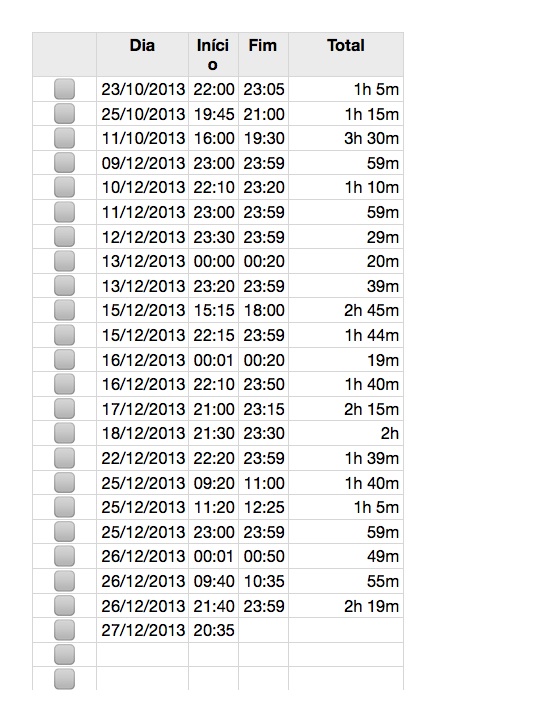 Dia Iníci
o Fim Total
23/10/2013 22:00 23:05 1h 5m
25/10/2013 19:45 21:00 1h 15m
11/10/2013 16:00 19:30 3h 30m
09/12/2013 23:00 23:59 59m
10/12/2013 22:10 23:20 1h 10m
11/12/2013 23:00 23:59 59m
12/12/2013 23:30 23:59 29m
13/12/2013 00:00 00:20 20m
13/12/2013 23:20 23:59 39m
15/12/2013 15:15 18:00 2h 45m
15/12/2013 22:15 23:59 1h 44m
16/12/2013 00:01 00:20 19m
16/12/2013 22:10 23:50 1h 40m
17/12/2013 21:00 23:15 2h 15m
18/12/2013 21:30 23:30 2h
22/12/2013 22:20 23:59 1h 39m
25/12/2013 09:20 11:00 1h 40m
25/12/2013 11:20 12:25 1h 5m
25/12/2013 23:00 23:59 59m
26/12/2013 00:01 00:50 49m
26/12/2013 09:40 10:35 55m
26/12/2013 21:40 23:59 2h 19m
27/12/2013 20:35